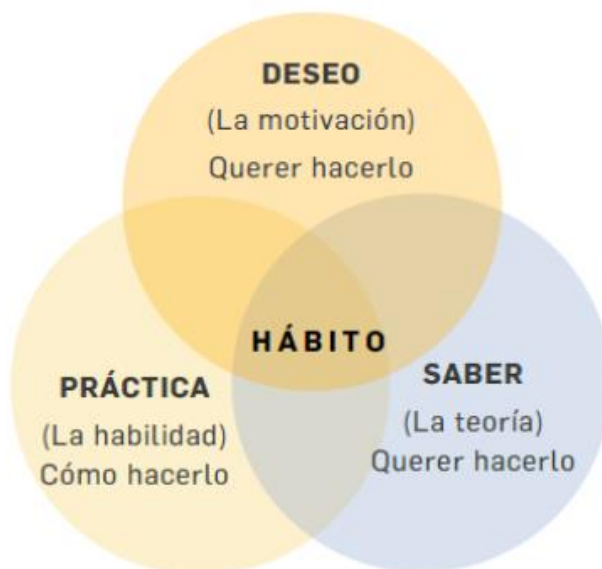 DESEO
(La motivación)
Querer hacerlo
HÁBITO
PRÁCTICA
(La habilidad)
Cómo hacerlo
SABER
(La teoría)
Querer hacerlo